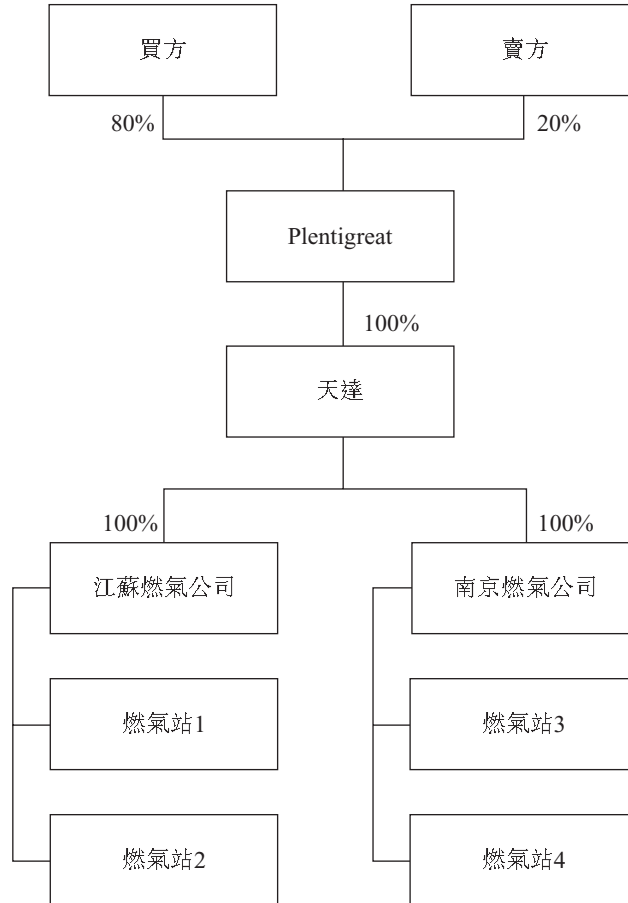 買方
賣方
80%
20%
Plentigreat
100%
天達
100%
100%
江蘇燃氣公司
南京燃氣公司
燃氣站1
燃氣站3
燃氣站2
燃氣站4